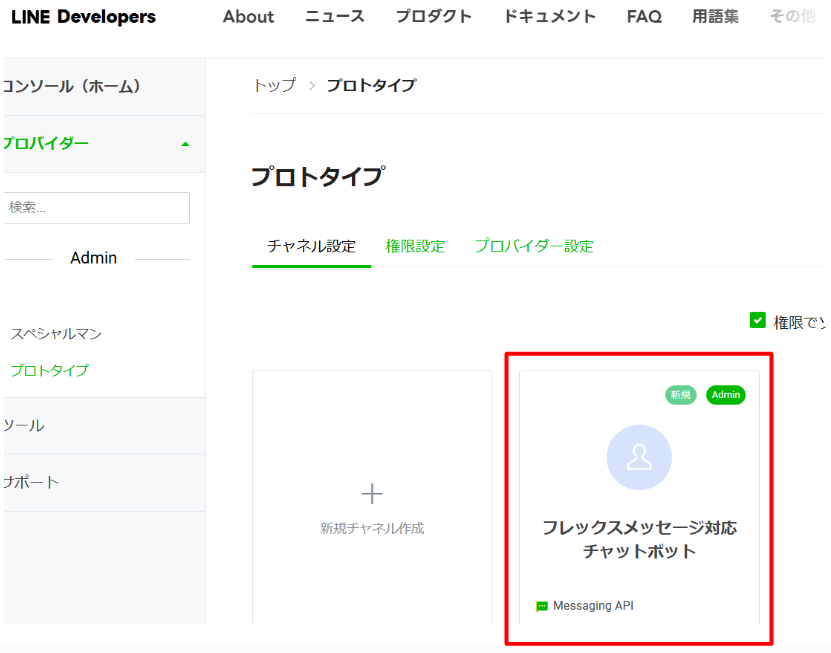 LINE Developers
About ニュース プロダクト ドキュメント FAQ 用語集 その他
コンソール（ホーム）
トップ > プロトタイプ
プロバイダー
プロトタイプ
検索...
チャネル設定 権限設定 プロバイダー設定
Admin
権限でソ
スペシャルマン
プロトタイプ
ツール
サポート
新規 Admin
新規チャネル作成
フレックスメッセージ対応
チャットボット
Messaging API